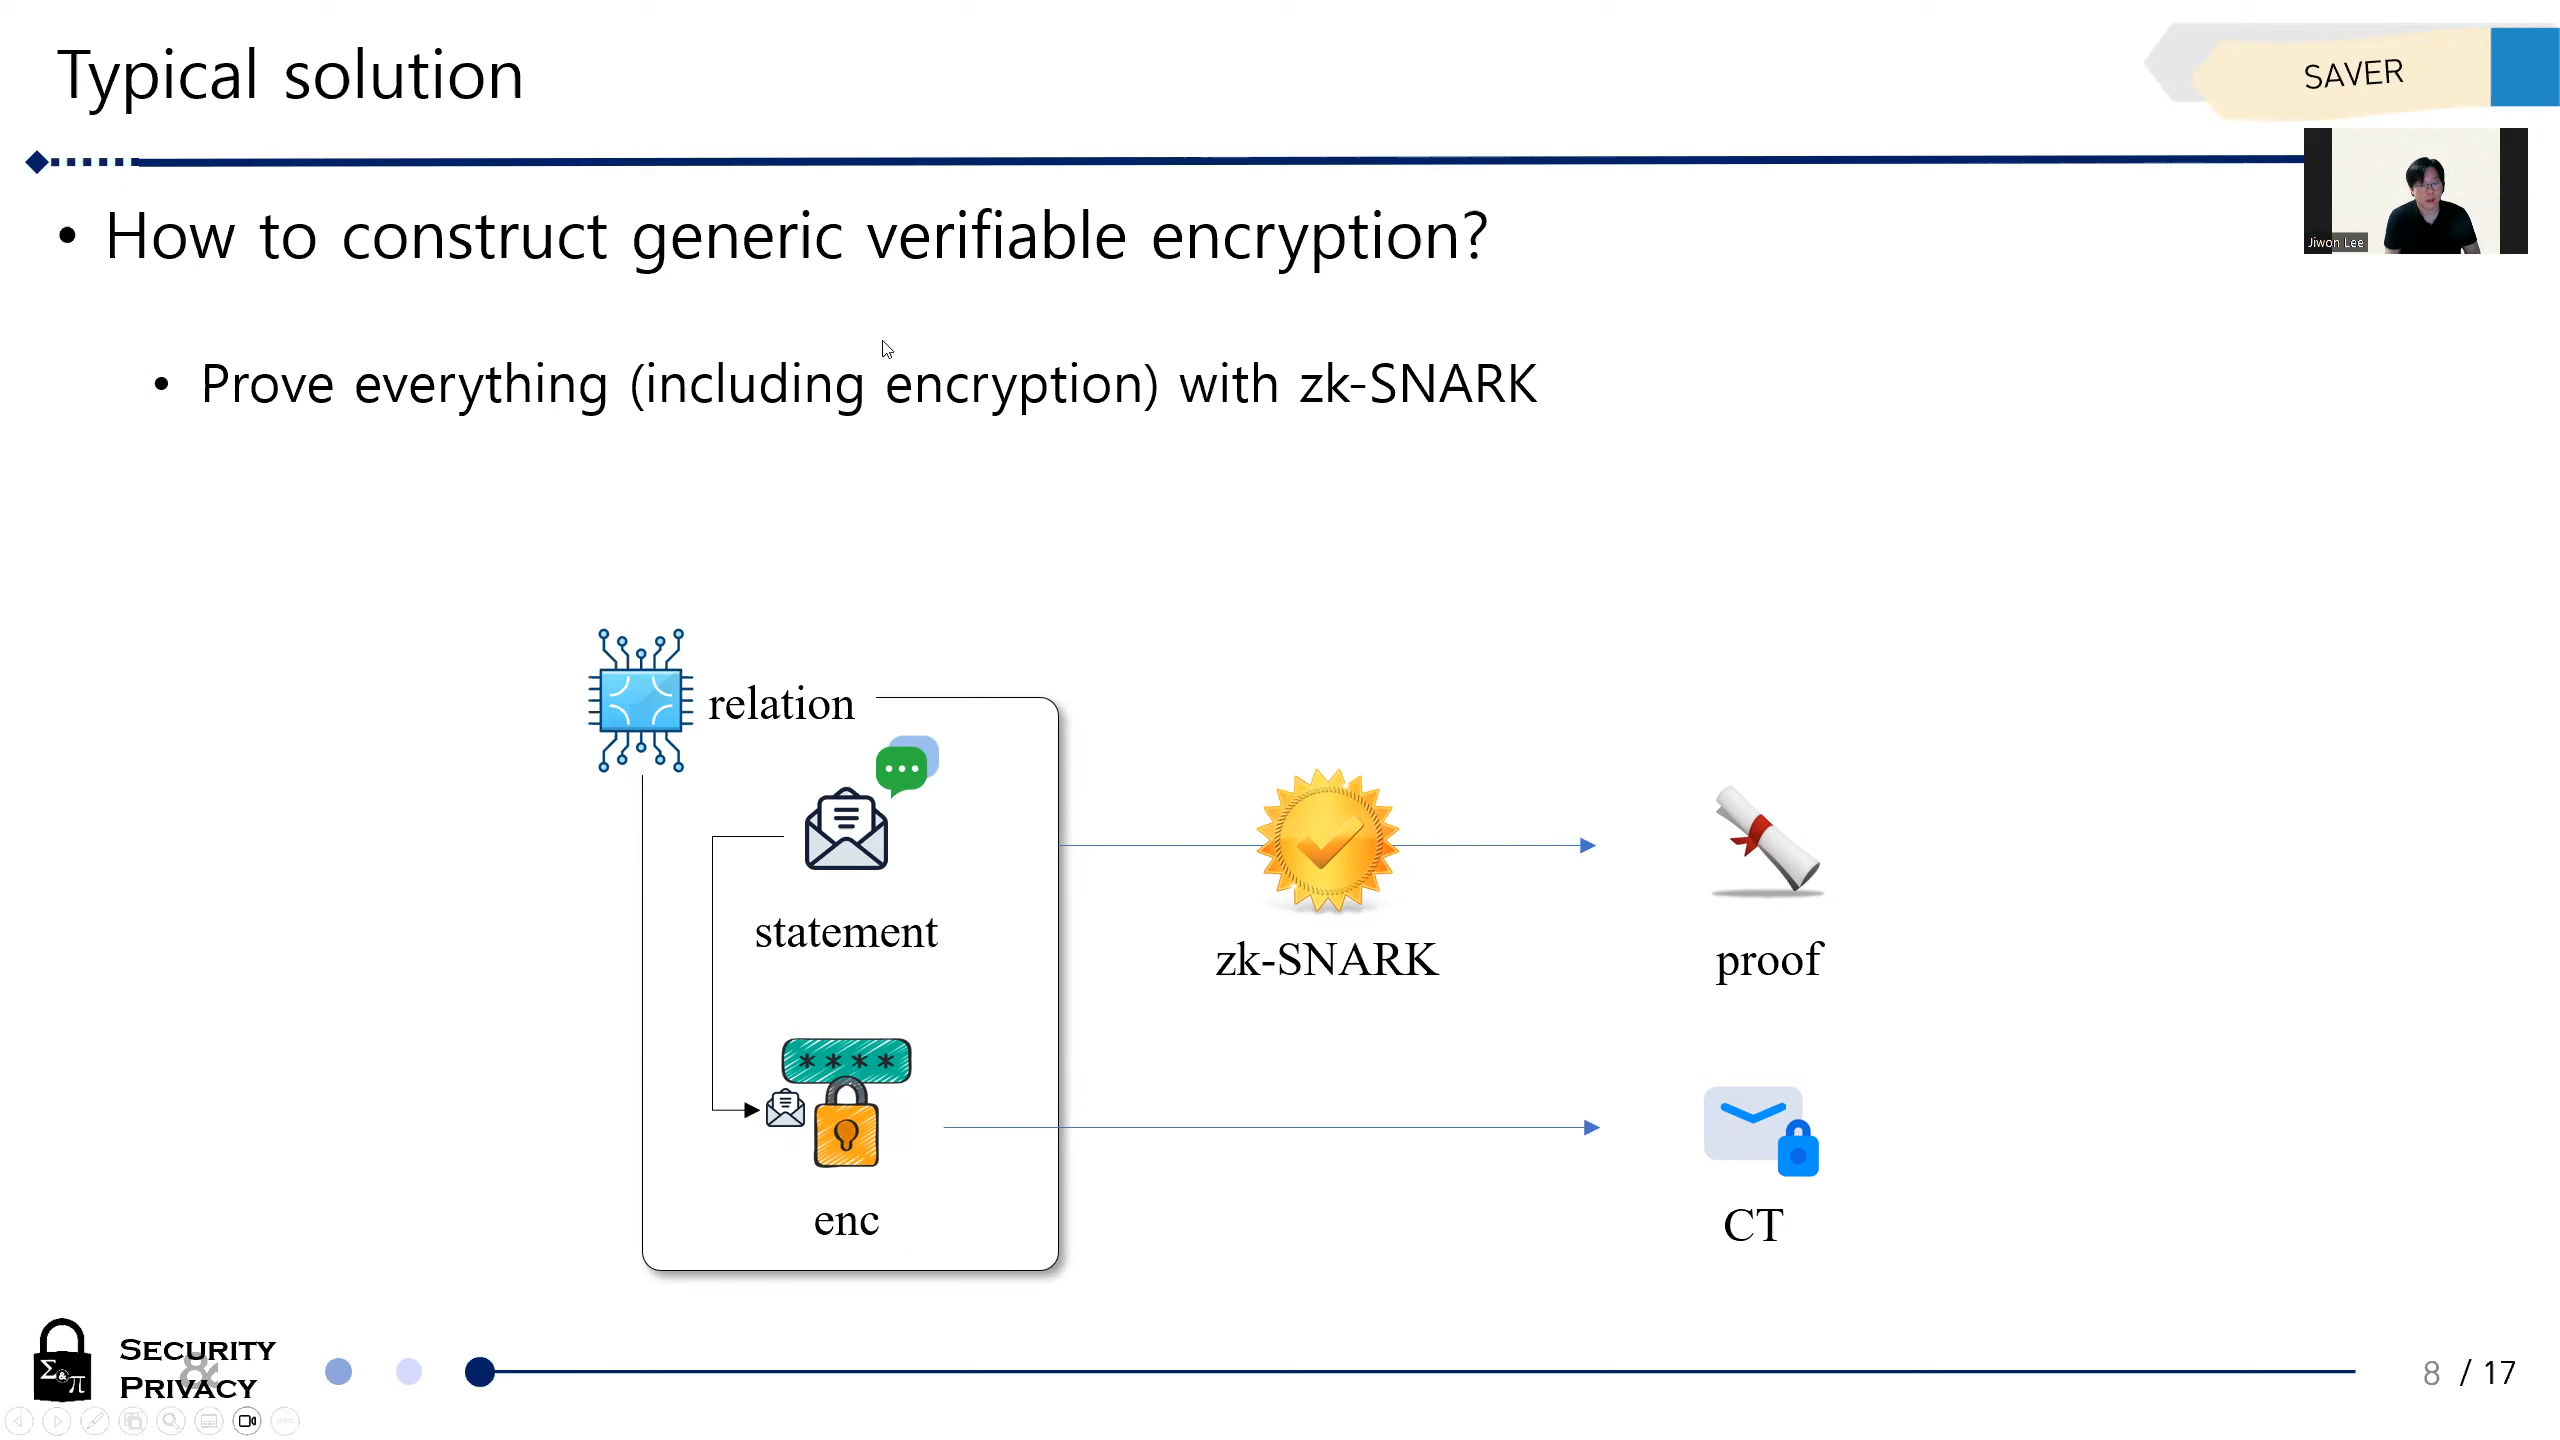 Typical solution
SAVER
Jiwon Lee
• How to construct generic verifiable encryption?
• Prove everything (including encryption) with zk-SNARK
relation
statement
zk-SNARK
proof
****
enc
CT
Σ&π
SECURITY
&
PRIVACY
8 / 17